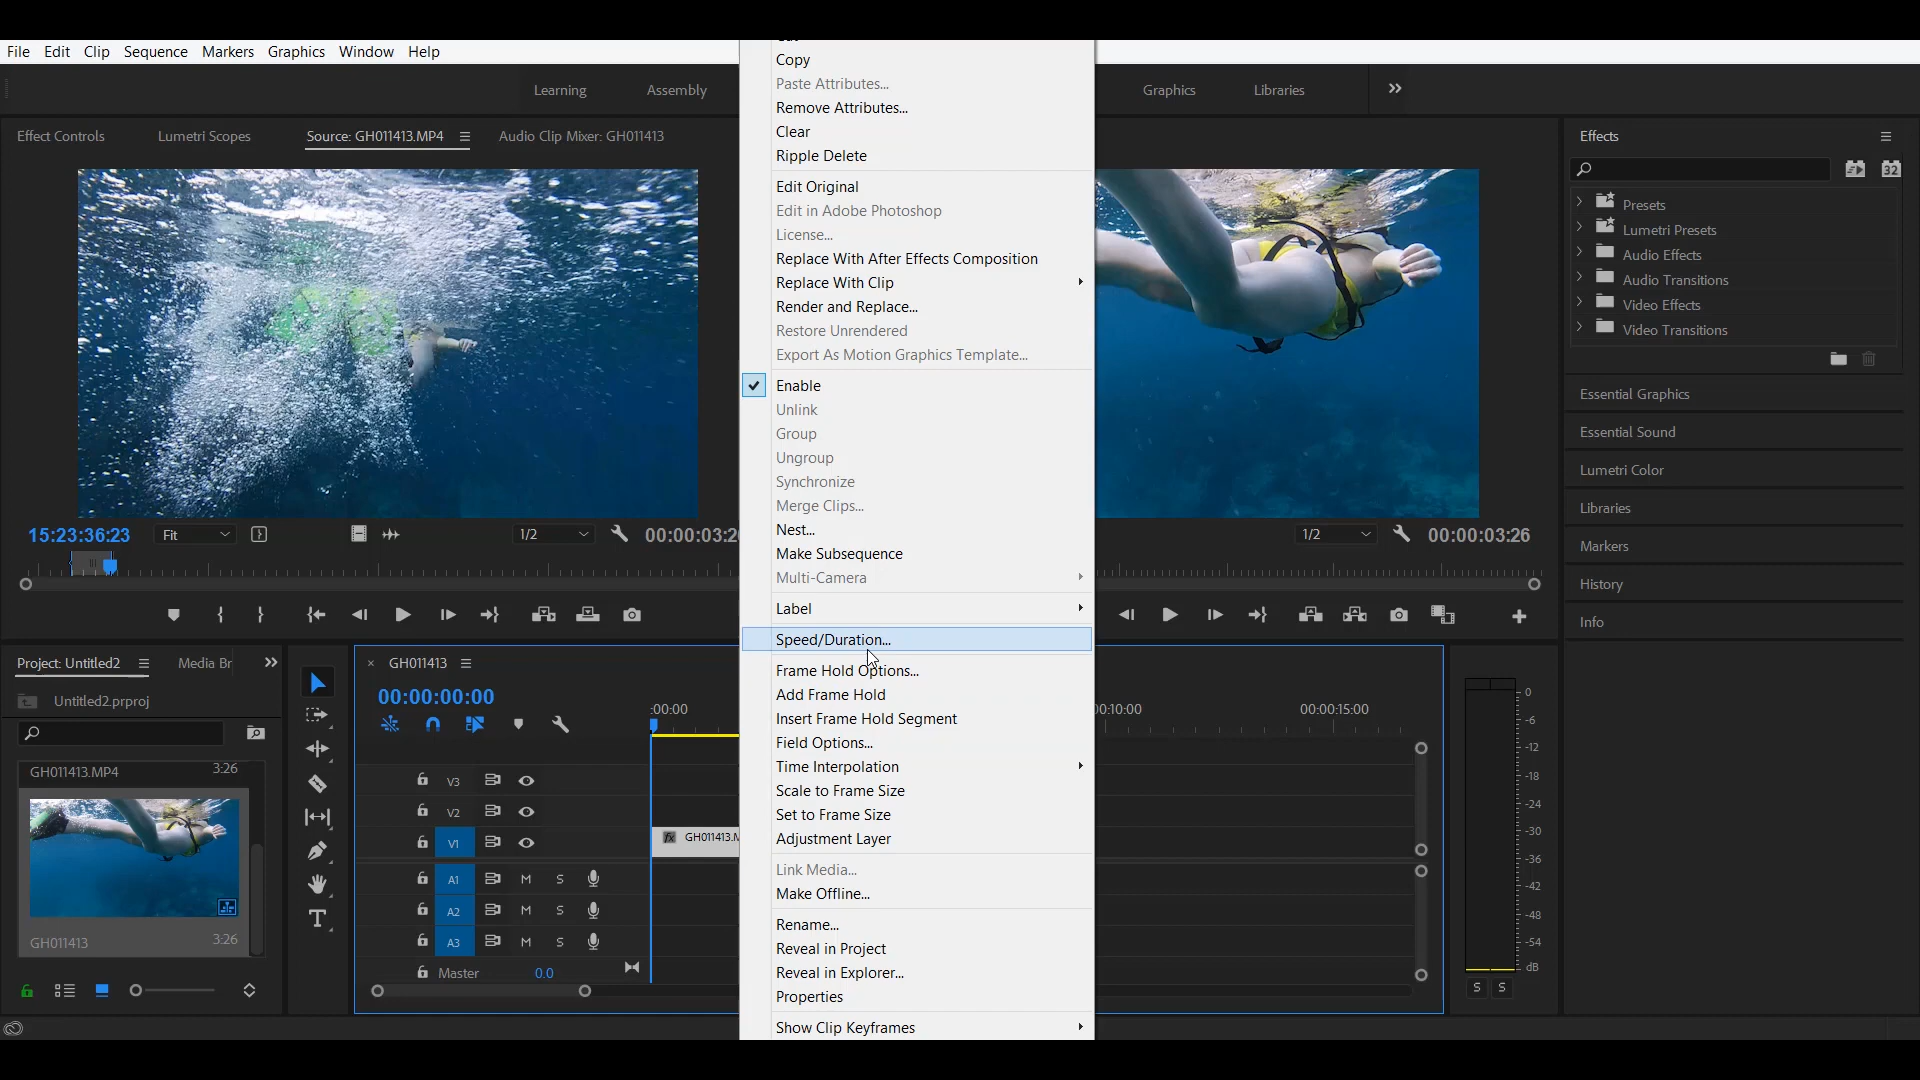 File Edit Clip Sequence Markers Graphics Window Help
Learning Assembly Graphics Libraries
Effect Controls Lumetri Scopes Source: GH011413.MP4 Audio Clip Mixer: GH011413
15:23:36:23 Fit 1/2
Copy
Paste Attributes...
Remove Attributes...
Clear
Ripple Delete
Edit Original
Edit in Adobe Photoshop
License...
Replace With After Effects Composition
Replace With Clip
Render and Replace...
Restore Unrendered
Export As Motion Graphics Template...
Enable
Unlink
Group
Ungroup
Synchronize
Merge Clips...
Nest...
Make Subsequence
Multi-Camera
Label
Speed/Duration...
Frame Hold Options...
Add Frame Hold
Insert Frame Hold Segment
Field Options...
Time Interpolation
Scale to Frame Size
Set to Frame Size
Adjustment Layer
Link Media...
Make Offline...
Rename...
Reveal in Project
Reveal in Explorer...
Properties
Show Clip Keyframes
1/2 00:00:03:26
Effects
32
Presets
Lumetri Presets
Audio Effects
Audio Transitions
Video Effects
Video Transitions
Essential Graphics
Essential Sound
Lumetri Color
Libraries
Markers
History
Info
Project: Untitled2 Media Br
Untitled2.prproj
GH011413.MP4 3:26
GH011413 3:26
GH011413
00:00:00:00
:00:00 00:10:00 00:00:15:00
V3
V2
V1 fx GH011413.M
A1 M S
A2 M S
A3 M S
Master 0.0
0
-6
-12
-18
-24
-30
-36
-42
-48
-54
dB
S S